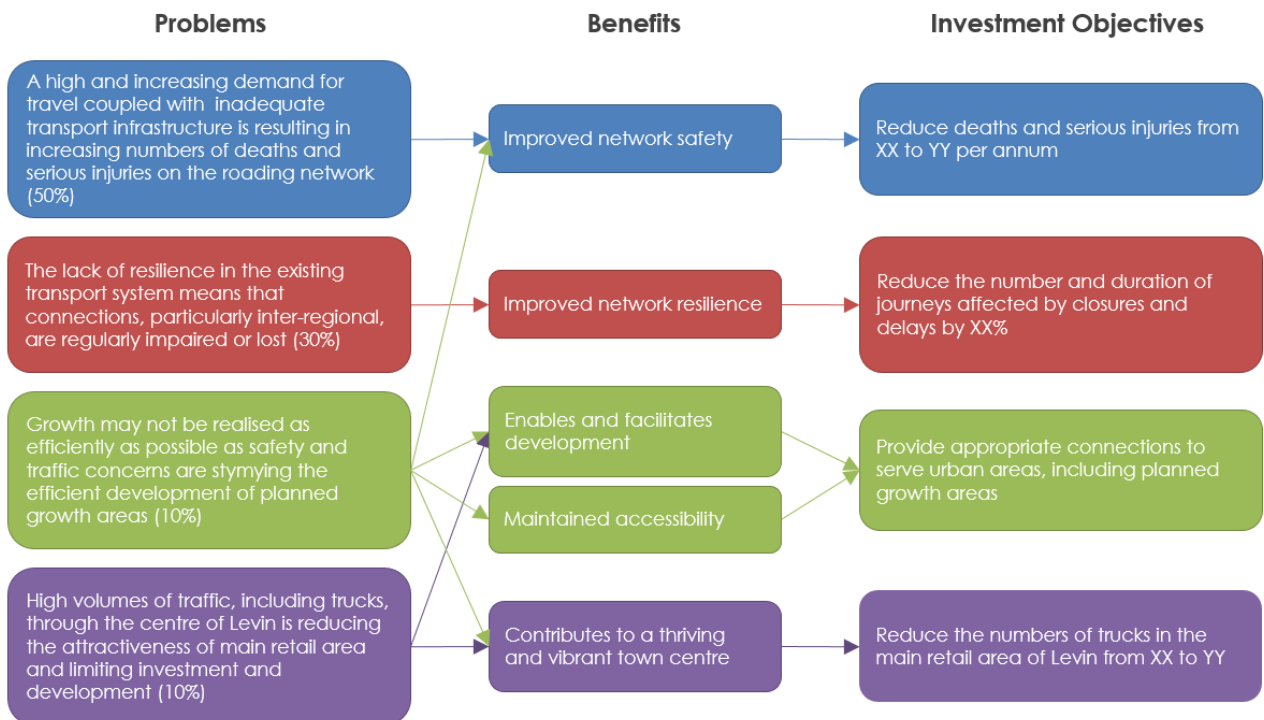 Problems
Benefits
Investment Objectives
A high and increasing demand for
travel coupled with inadequate
transport infrastructure is resulting in
increasing numbers of deaths and
serious injuries on the roading network
(50%)
Improved network safety
Reduce deaths and serious injuries from
XX to YY per annum
The lack of resilience in the existing
transport system means that
connections, particularly inter-regional,
are regularly impaired or lost (30%)
Improved network resilience
Reduce the number and duration of
journeys affected by closures and
delays by XX%
Growth may not be realised as
efficiently as possible as safety and
traffic concerns are stymying the
efficient development of planned
growth areas (10%)
Enables and facilitates
development
Maintained accessibility
Provide appropriate connections to
serve urban areas, including planned
growth areas
High volumes of traffic, including trucks,
through the centre of Levin is reducing
the attractiveness of main retail area
and limiting investment and
development (10%)
Contributes to a thriving
and vibrant town centre
Reduce the numbers of trucks in the
main retail area of Levin from XX to YY